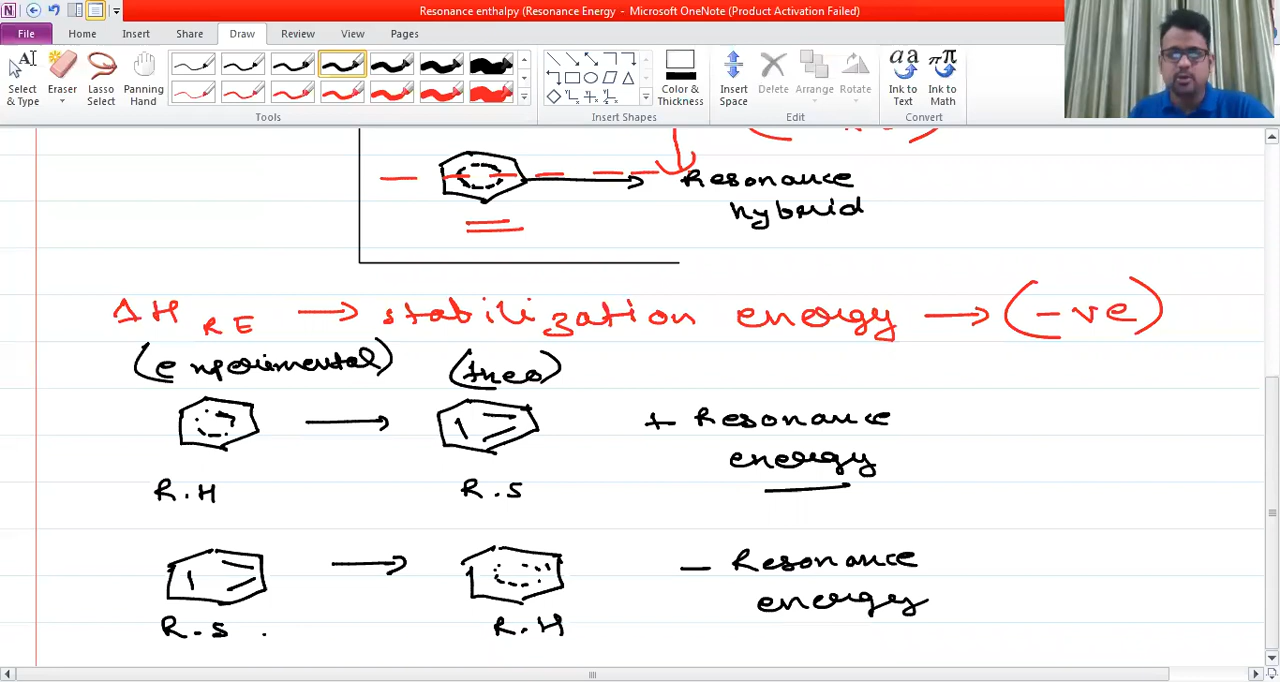 Resonance enthalpy (Resonance Energy - Microsoft OneNote (Product Activation Failed)
File Home Insert Share Draw Review View Pages
Select & Type
Eraser
Lasso Select
Panning Hand
Color & Thickness
Insert Space
Delete
Arrange
Rotate
Ink to Text
Ink to Math
Tools Insert Shapes Edit Convert
Resonance
hybrid
ΔH RE → stabilization energy → (-ve)
(experimental) (theo)
+ Resonance
energy
R.H R.S
- Resonance
energy
R.S R.H